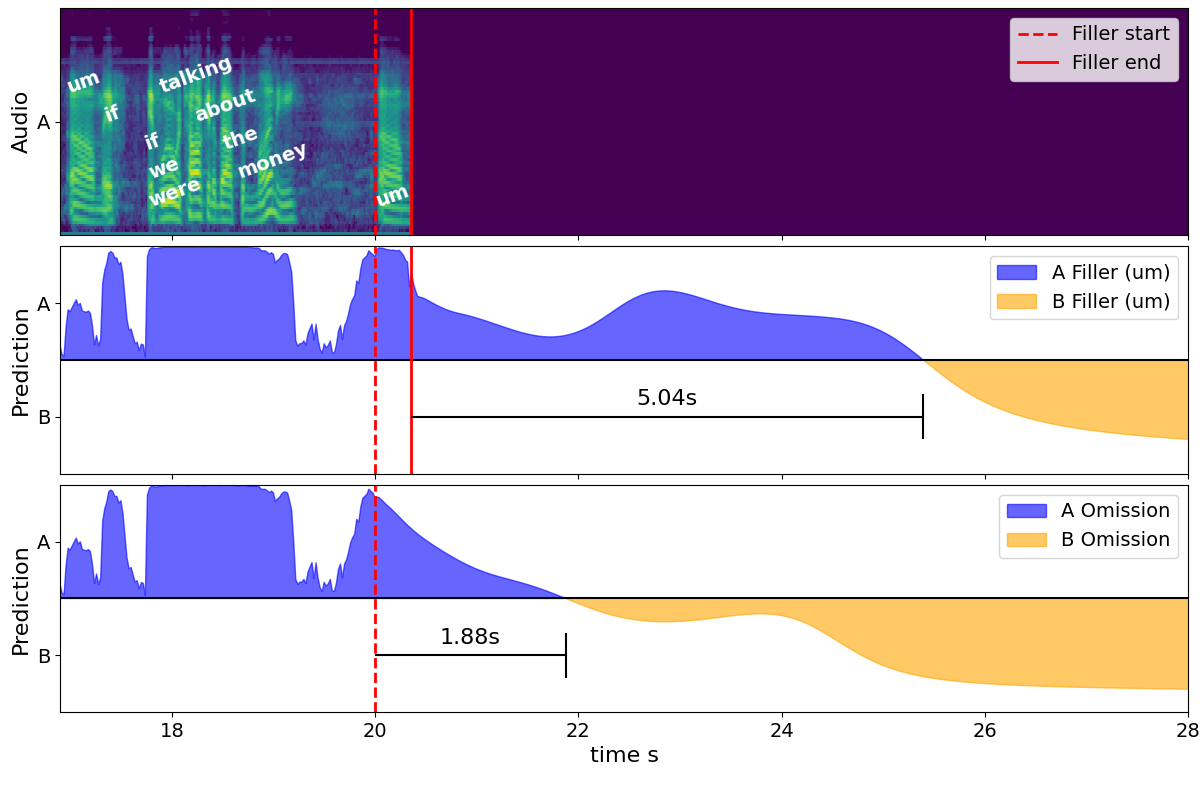 Audio
A
um
if
talking
if
about
we
the
were
money
um
Filler start
Filler end
Prediction
A
B
A Filler (um)
B Filler (um)
5.04s
Prediction
A
B
A Omission
B Omission
1.88s
18 20 22 24 26 28
time s